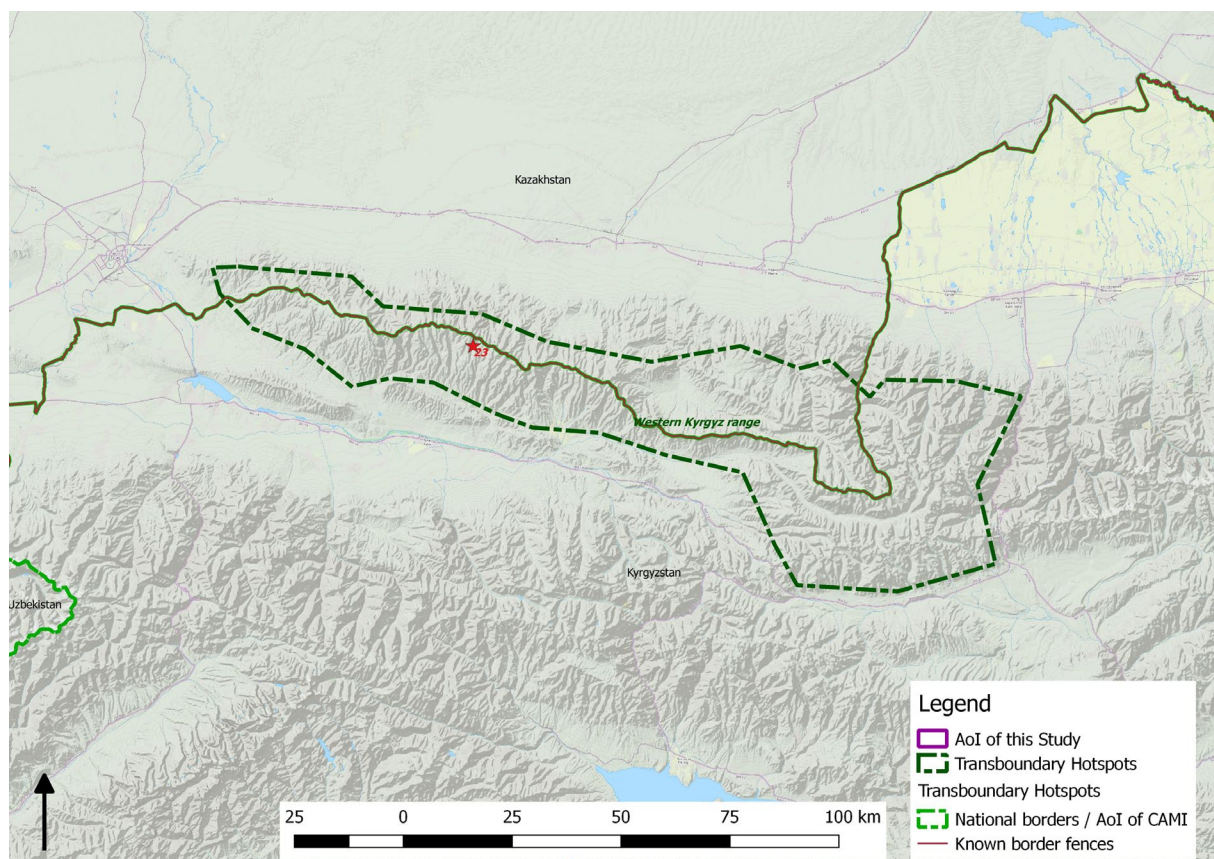 Kazakhstan
23
Western Kyrgyz range
Kyrgyzstan
Uzbekistan
Legend
AoI of this Study
Transboundary Hotspots
Transboundary Hotspots
National borders / AoI of CAMI
Known border fences
25 0 25 50 75 100 km